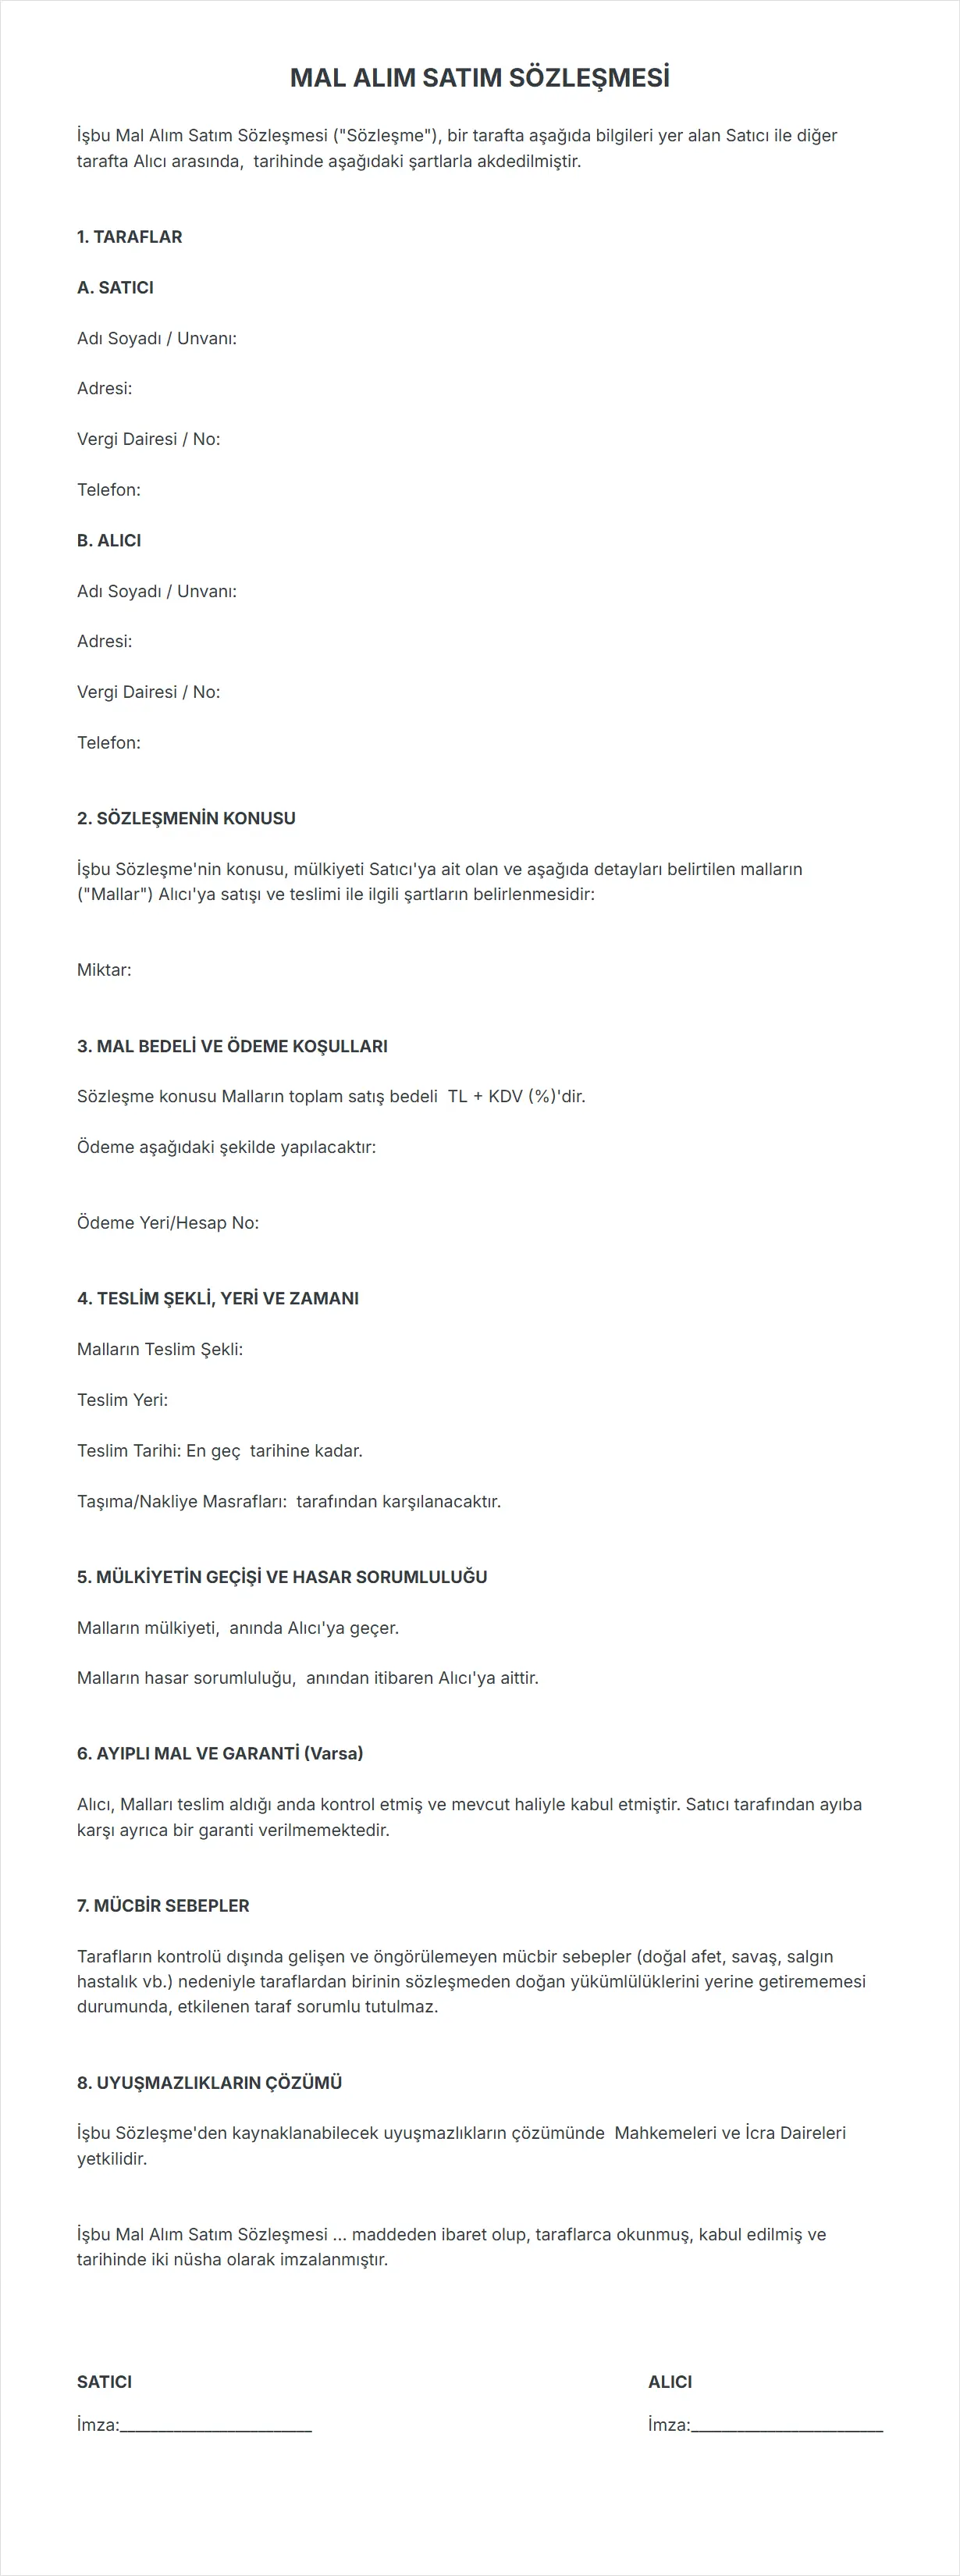 MAL ALIM SATIM SÖZLEŞMESİ
İşbu Mal Alım Satım Sözleşmesi ("Sözleşme"), bir tarafta aşağıda bilgileri yer alan Satıcı ile diğer
tarafta Alıcı arasında,  tarihinde aşağıdaki şartlarla akdedilmiştir.
1. TARAFLAR
A. SATICI
Adı Soyadı / Unvanı:
Adresi:
Vergi Dairesi / No:
Telefon:
B. ALICI
Adı Soyadı / Unvanı:
Adresi:
Vergi Dairesi / No:
Telefon:
2. SÖZLEŞMENİN KONUSU
İşbu Sözleşme'nin konusu, mülkiyeti Satıcı'ya ait olan ve aşağıda detayları belirtilen malların
("Mallar") Alıcı'ya satışı ve teslimi ile ilgili şartların belirlenmesidir:
Miktar:
3. MAL BEDELİ VE ÖDEME KOŞULLARI
Sözleşme konusu Malların toplam satış bedeli  TL + KDV (%)'dir.
Ödeme aşağıdaki şekilde yapılacaktır:
Ödeme Yeri/Hesap No:
4. TESLİM ŞEKLİ, YERİ VE ZAMANI
Malların Teslim Şekli:
Teslim Yeri:
Teslim Tarihi: En geç  tarihine kadar.
Taşıma/Nakliye Masrafları:  tarafından karşılanacaktır.
5. MÜLKİYETİN GEÇİŞİ VE HASAR SORUMLULUĞU
Malların mülkiyeti,  anında Alıcı'ya geçer.
Malların hasar sorumluluğu,  anından itibaren Alıcı'ya aittir.
6. AYIPLI MAL VE GARANTİ (Varsa)
Alıcı, Malları teslim aldığı anda kontrol etmiş ve mevcut haliyle kabul etmiştir. Satıcı tarafından ayıba
karşı ayrıca bir garanti verilmemektedir.
7. MÜCBİR SEBEPLER
Tarafların kontrolü dışında gelişen ve öngörülemeyen mücbir sebepler (doğal afet, savaş, salgın
hastalık vb.) nedeniyle taraflardan birinin sözleşmeden doğan yükümlülüklerini yerine getirememesi
durumunda, etkilenen taraf sorumlu tutulmaz.
8. UYUŞMAZLIKLARIN ÇÖZÜMÜ
İşbu Sözleşme'den kaynaklanabilecek uyuşmazlıkların çözümünde  Mahkemeleri ve İcra Daireleri
yetkilidir.
İşbu Mal Alım Satım Sözleşmesi ... maddeden ibaret olup, taraflarca okunmuş, kabul edilmiş ve
tarihinde iki nüsha olarak imzalanmıştır.
SATICI
İmza:_______________________
ALICI
İmza:_______________________